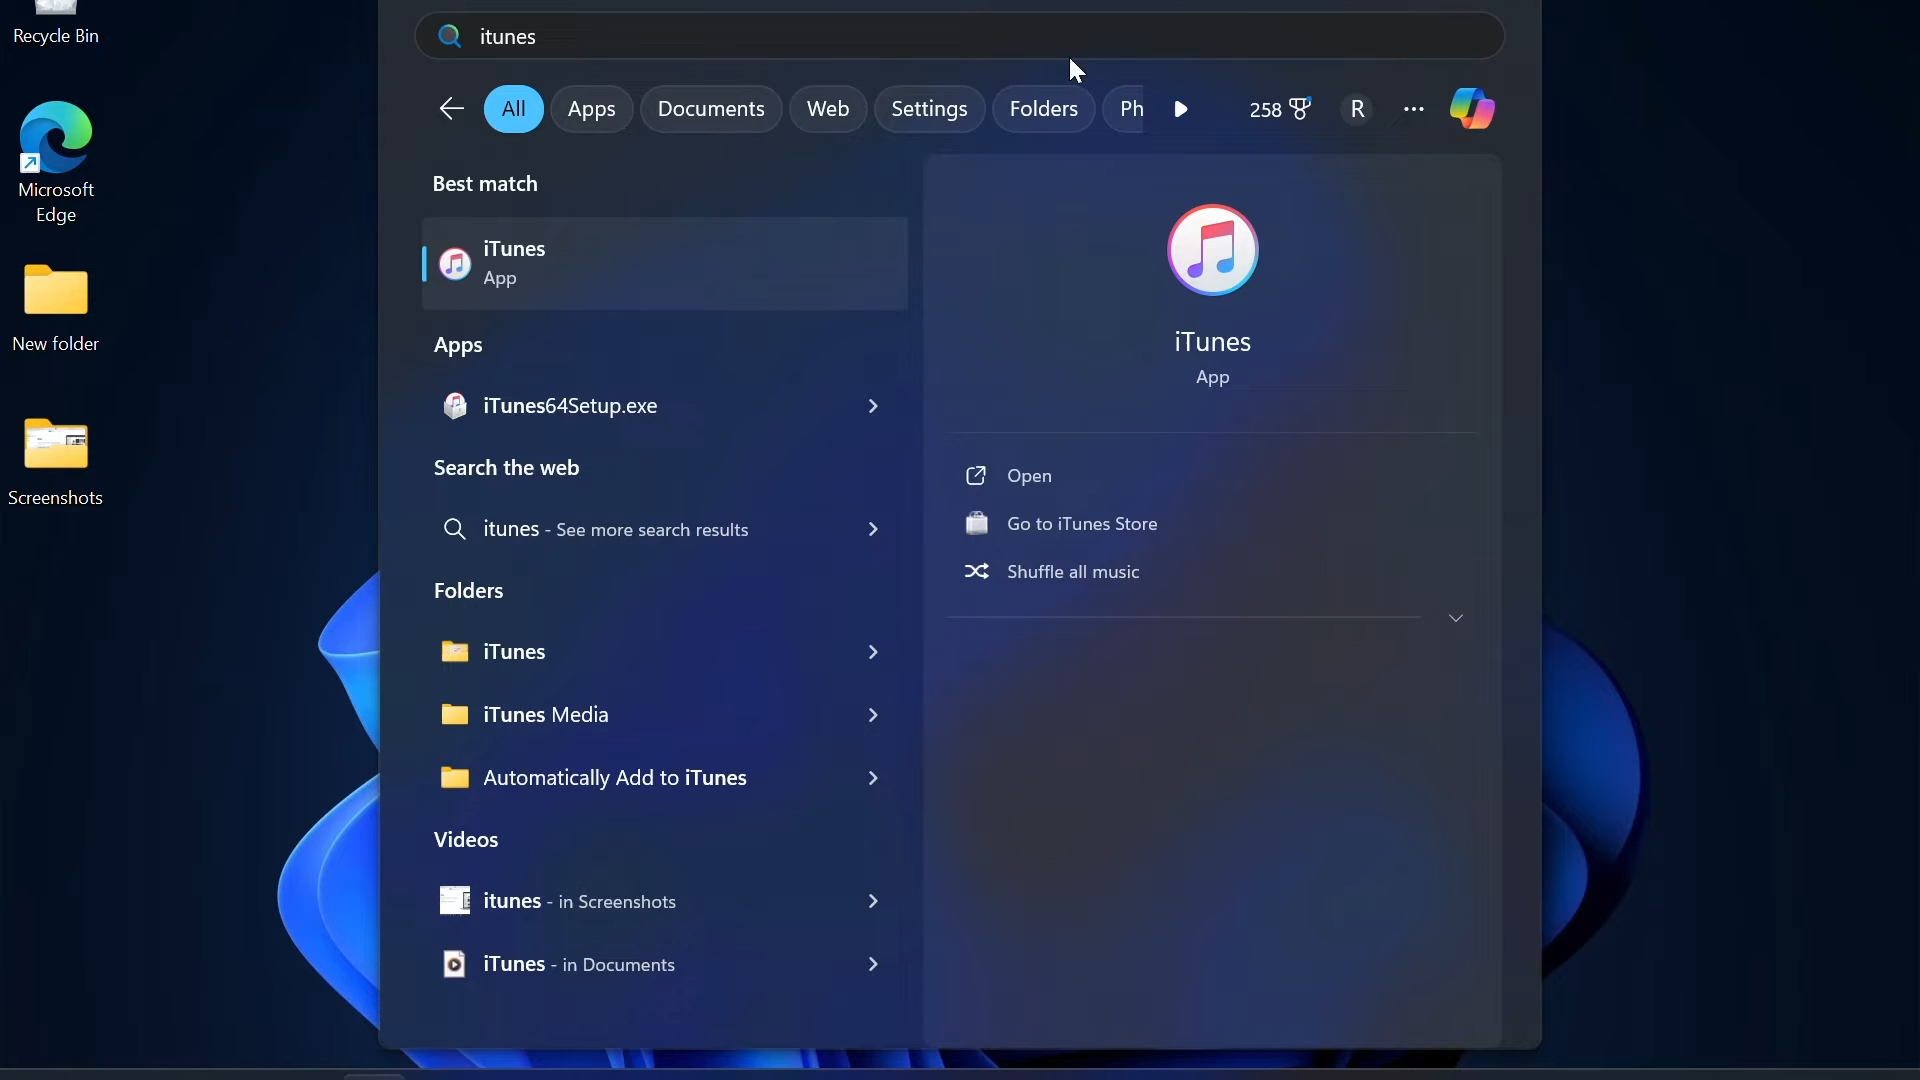 Recycle Bin
Microsoft
Edge
New folder
Screenshots
itunes
All Apps Documents Web Settings Folders Ph 258 R
Best match
iTunes
App
Apps
iTunes64Setup.exe
Search the web
itunes - See more search results
Folders
iTunes
iTunes Media
Automatically Add to iTunes
Videos
itunes - in Screenshots
iTunes - in Documents
iTunes
App
Open
Go to iTunes Store
Shuffle all music